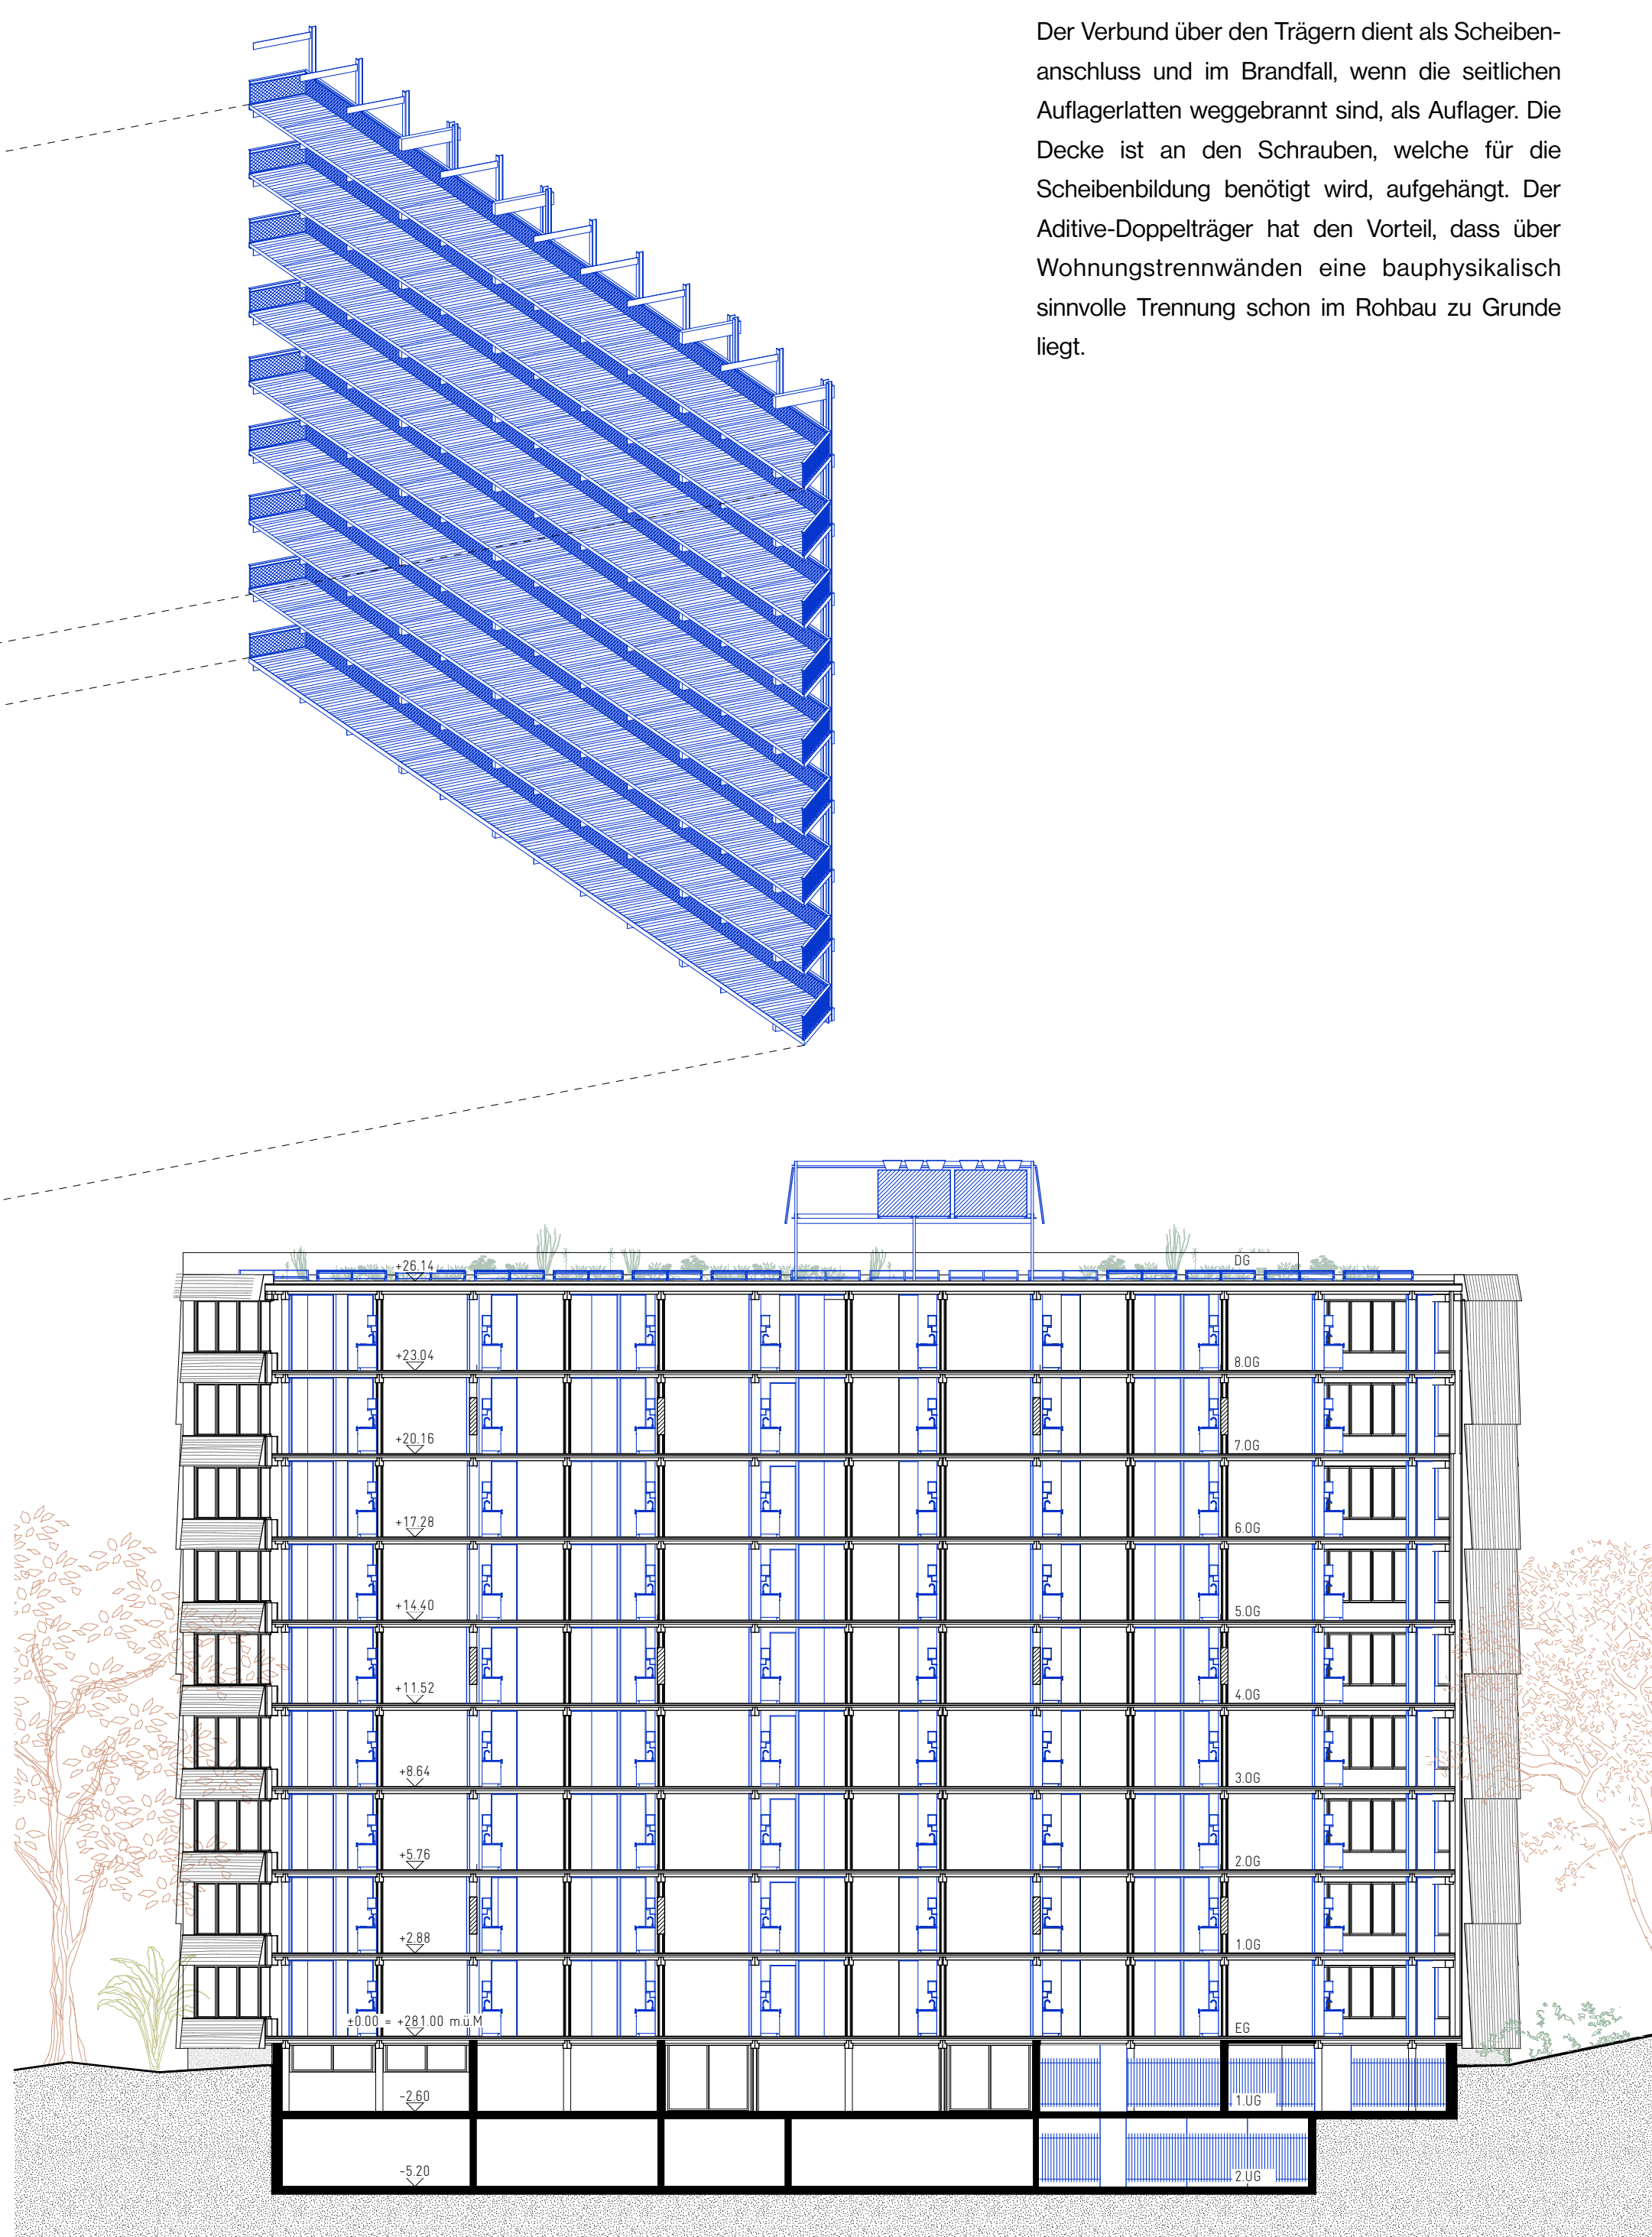 Der Verbund über den Trägern dient als Scheiben-
anschluss und im Brandfall, wenn die seitlichen
Auflagerlatten weggebrannt sind, als Auflager. Die
Decke ist an den Schrauben, welche für die
Scheibenbildung benötigt wird, aufgehängt. Der
Aditive-Doppelträger hat den Vorteil, dass über
Wohnungstrennwänden eine bauphysikalisch
sinnvolle Trennung schon im Rohbau zu Grunde
liegt.
+26.14 DG
+23.04 8.OG
+20.16 7.OG
+17.28 6.OG
+14.40 5.OG
+11.52 4.OG
+8.64 3.OG
+5.76 2.OG
+2.88 1.OG
±0.00 = +281.00 m.ü.M EG
-2.60 1.UG
-5.20 2.UG